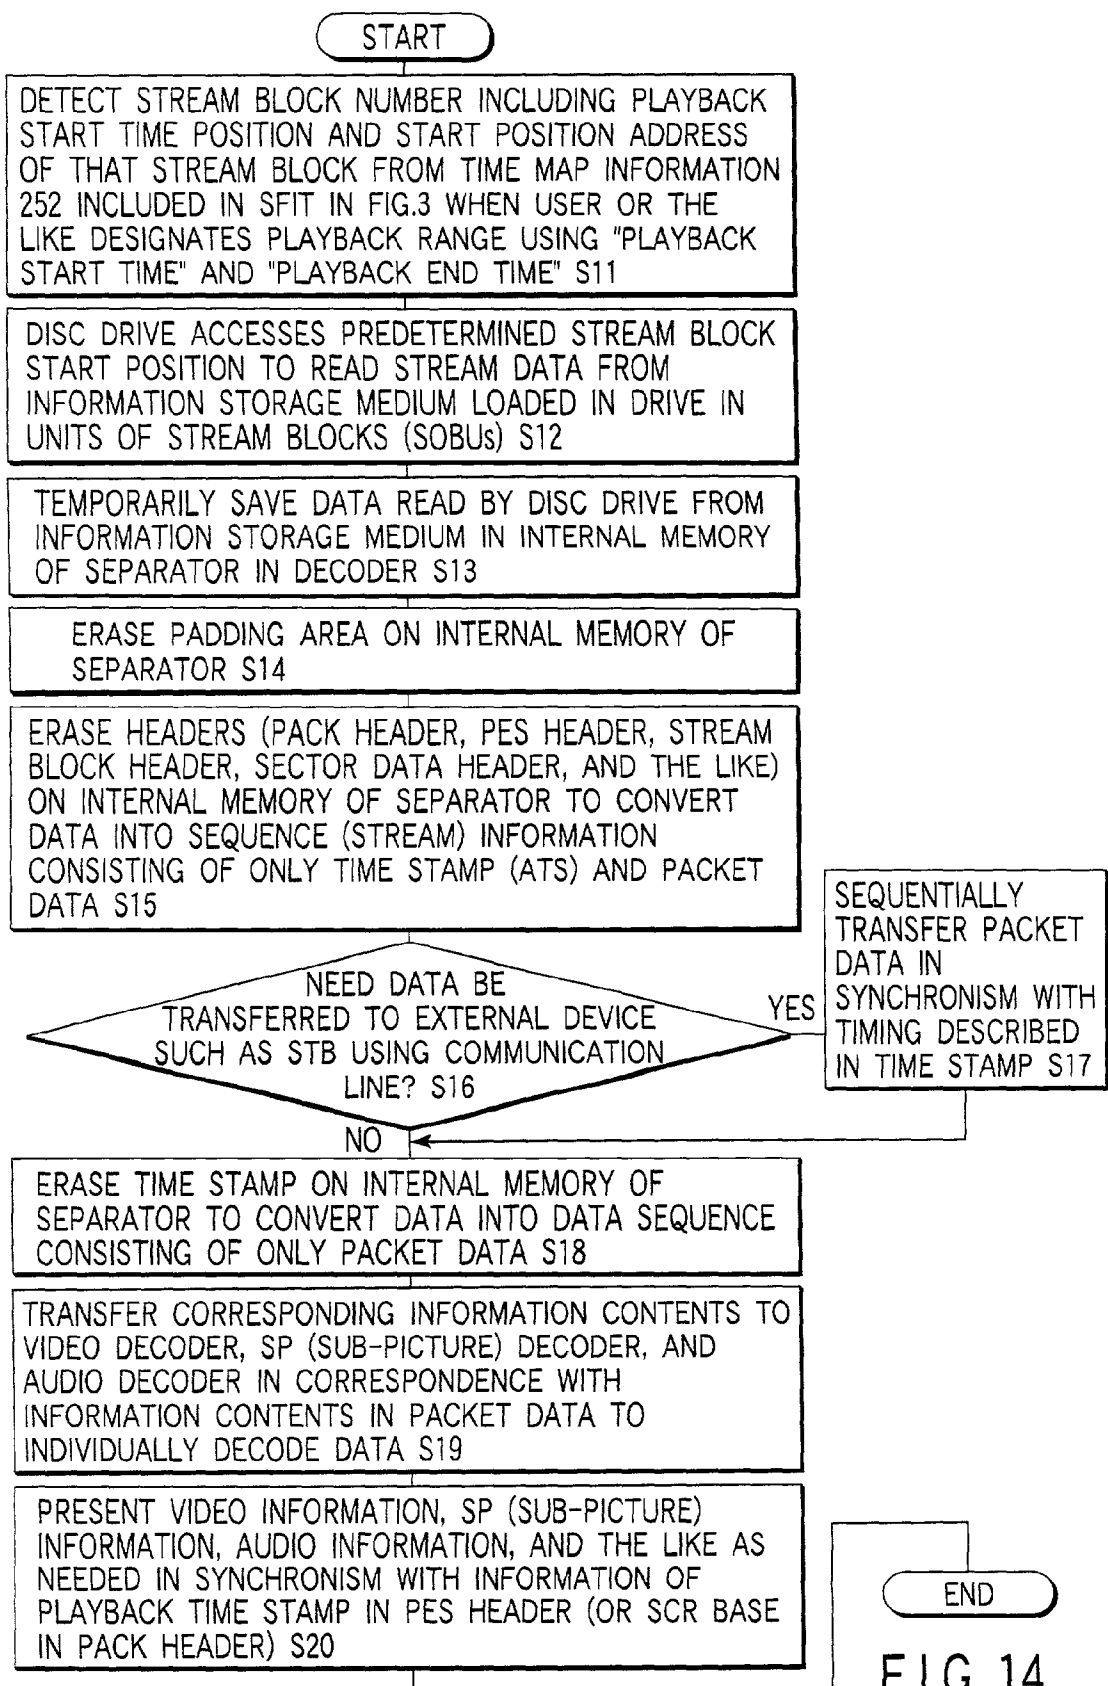 START
DETECT STREAM BLOCK NUMBER INCLUDING PLAYBACK
START TIME POSITION AND START POSITION ADDRESS
OF THAT STREAM BLOCK FROM TIME MAP INFORMATION
252 INCLUDED IN SFIT IN FIG.3 WHEN USER OR THE
LIKE DESIGNATES PLAYBACK RANGE USING "PLAYBACK
START TIME" AND "PLAYBACK END TIME" S11
DISC DRIVE ACCESSES PREDETERMINED STREAM BLOCK
START POSITION TO READ STREAM DATA FROM
INFORMATION STORAGE MEDIUM LOADED IN DRIVE IN
UNITS OF STREAM BLOCKS (SOBUs) S12
TEMPORARILY SAVE DATA READ BY DISC DRIVE FROM
INFORMATION STORAGE MEDIUM IN INTERNAL MEMORY
OF SEPARATOR IN DECODER S13
ERASE PADDING AREA ON INTERNAL MEMORY OF
SEPARATOR S14
ERASE HEADERS (PACK HEADER, PES HEADER, STREAM
BLOCK HEADER, SECTOR DATA HEADER, AND THE LIKE)
ON INTERNAL MEMORY OF SEPARATOR TO CONVERT
DATA INTO SEQUENCE (STREAM) INFORMATION
CONSISTING OF ONLY TIME STAMP (ATS) AND PACKET
DATA S15
NEED DATA BE
TRANSFERRED TO EXTERNAL DEVICE
SUCH AS STB USING COMMUNICATION
LINE? S16
YES
SEQUENTIALLY
TRANSFER PACKET
DATA IN
SYNCHRONISM WITH
TIMING DESCRIBED
IN TIME STAMP S17
NO
ERASE TIME STAMP ON INTERNAL MEMORY OF
SEPARATOR TO CONVERT DATA INTO DATA SEQUENCE
CONSISTING OF ONLY PACKET DATA S18
TRANSFER CORRESPONDING INFORMATION CONTENTS TO
VIDEO DECODER, SP (SUB-PICTURE) DECODER, AND
AUDIO DECODER IN CORRESPONDENCE WITH
INFORMATION CONTENTS IN PACKET DATA TO
INDIVIDUALLY DECODE DATA S19
PRESENT VIDEO INFORMATION, SP (SUB-PICTURE)
INFORMATION, AUDIO INFORMATION, AND THE LIKE AS
NEEDED IN SYNCHRONISM WITH INFORMATION OF
PLAYBACK TIME STAMP IN PES HEADER (OR SCR BASE
IN PACK HEADER) S20
END
FIG. 14